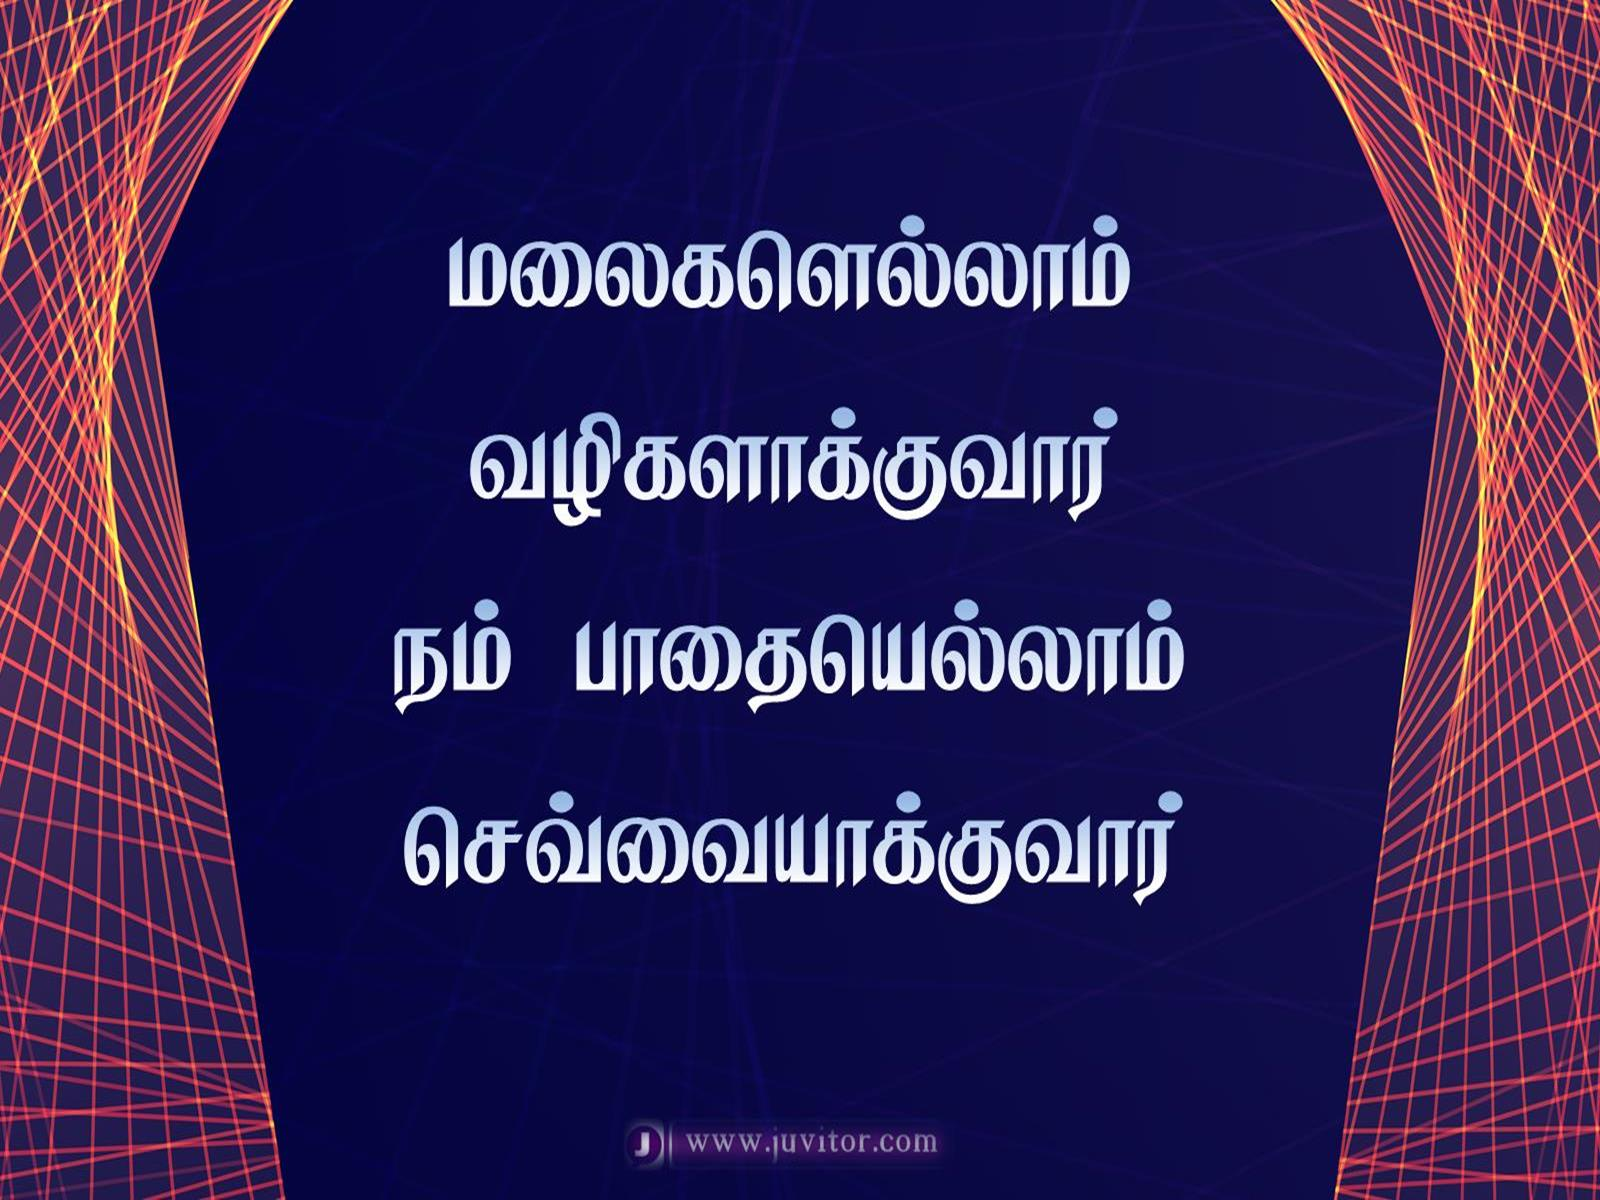 மலைகளெல்லாம்
வழிகளாக்குவார்
நம் பாதையெல்லாம்
செவ்வையாக்குவார்
J www.juvitor.com